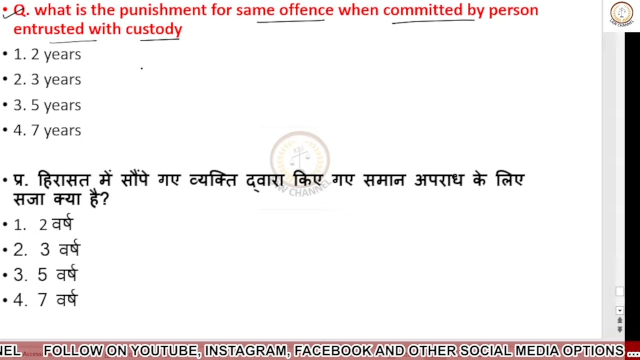 • Q. what is the punishment for same offence when committed by person
entrusted with custody
• 1. 2 years
• 2. 3 years
• 3. 5 years
• 4. 7 years
• प्र. हिरासत में सौंपे गए व्यक्ति द्वारा किए गए समान अपराध के लिए
सजा क्या है?
• 1. 2 वर्ष
• 2. 3 वर्ष
• 3. 5 वर्ष
• 4. 7 वर्ष
NEL FOLLOW ON YOUTUBE, INSTAGRAM, FACEBOOK AND OTHER SOCIAL MEDIA OPTIONS ...